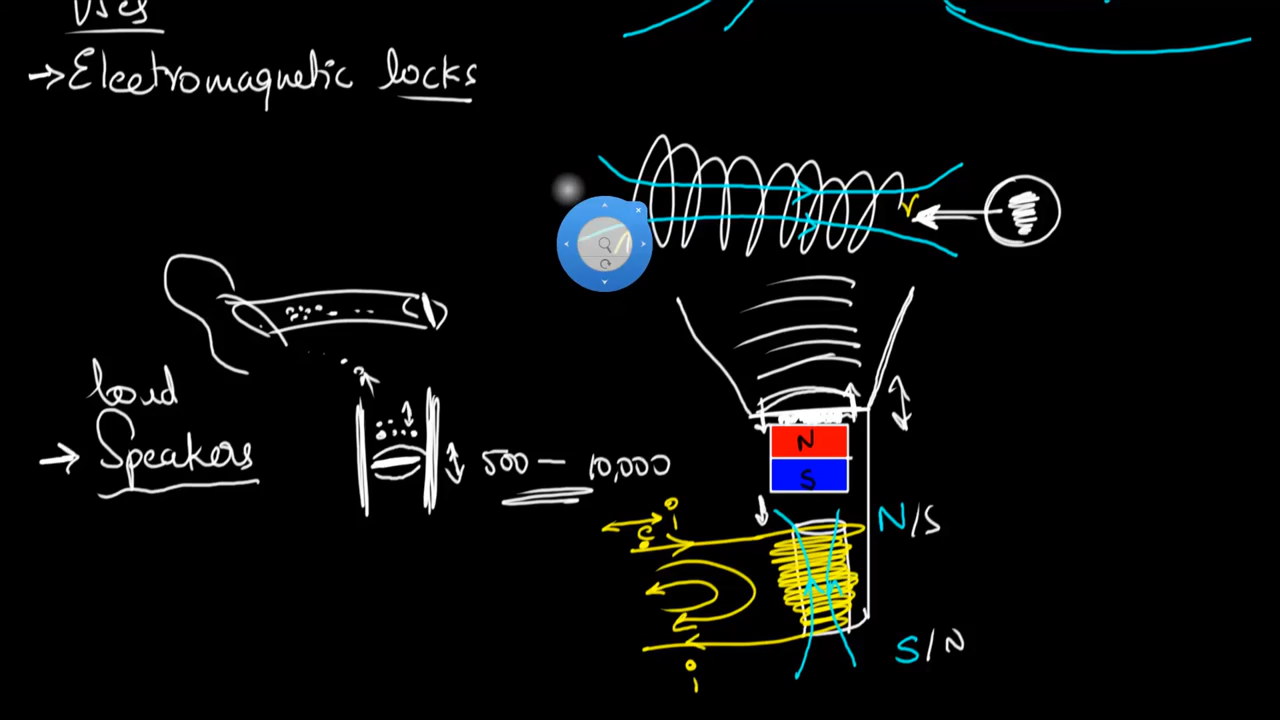 Uses
→ Electromagnetic locks
v
loud
→ Speakers
500 — 10,000
N
S
i
e
N/S
S/N
i